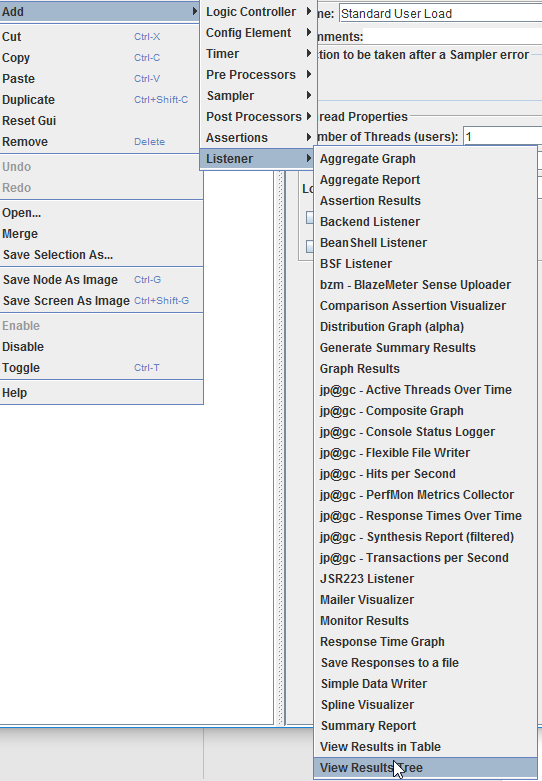 Add
Cut Ctrl-X
Copy Ctrl-C
Paste Ctrl-V
Duplicate Ctrl+Shift-C
Reset Gui
Remove Delete
Undo
Redo
Open...
Merge
Save Selection As...
Save Node As Image Ctrl-G
Save Screen As Image Ctrl+Shift-G
Enable
Disable
Toggle Ctrl-T
Help
Logic Controller
Config Element
Timer
Pre Processors
Sampler
Post Processors
Assertions
Listener
me: Standard User Load
nments:
ction to be taken after a Sampler error
read Properties
mber of Threads (users): 1
Lo
Aggregate Graph
Aggregate Report
Assertion Results
Backend Listener
BeanShell Listener
BSF Listener
bzm - BlazeMeter Sense Uploader
Comparison Assertion Visualizer
Distribution Graph (alpha)
Generate Summary Results
Graph Results
jp@gc - Active Threads Over Time
jp@gc - Composite Graph
jp@gc - Console Status Logger
jp@gc - Flexible File Writer
jp@gc - Hits per Second
jp@gc - PerfMon Metrics Collector
jp@gc - Response Times Over Time
jp@gc - Synthesis Report (filtered)
jp@gc - Transactions per Second
JSR223 Listener
Mailer Visualizer
Monitor Results
Response Time Graph
Save Responses to a file
Simple Data Writer
Spline Visualizer
Summary Report
View Results in Table
View Results Tree